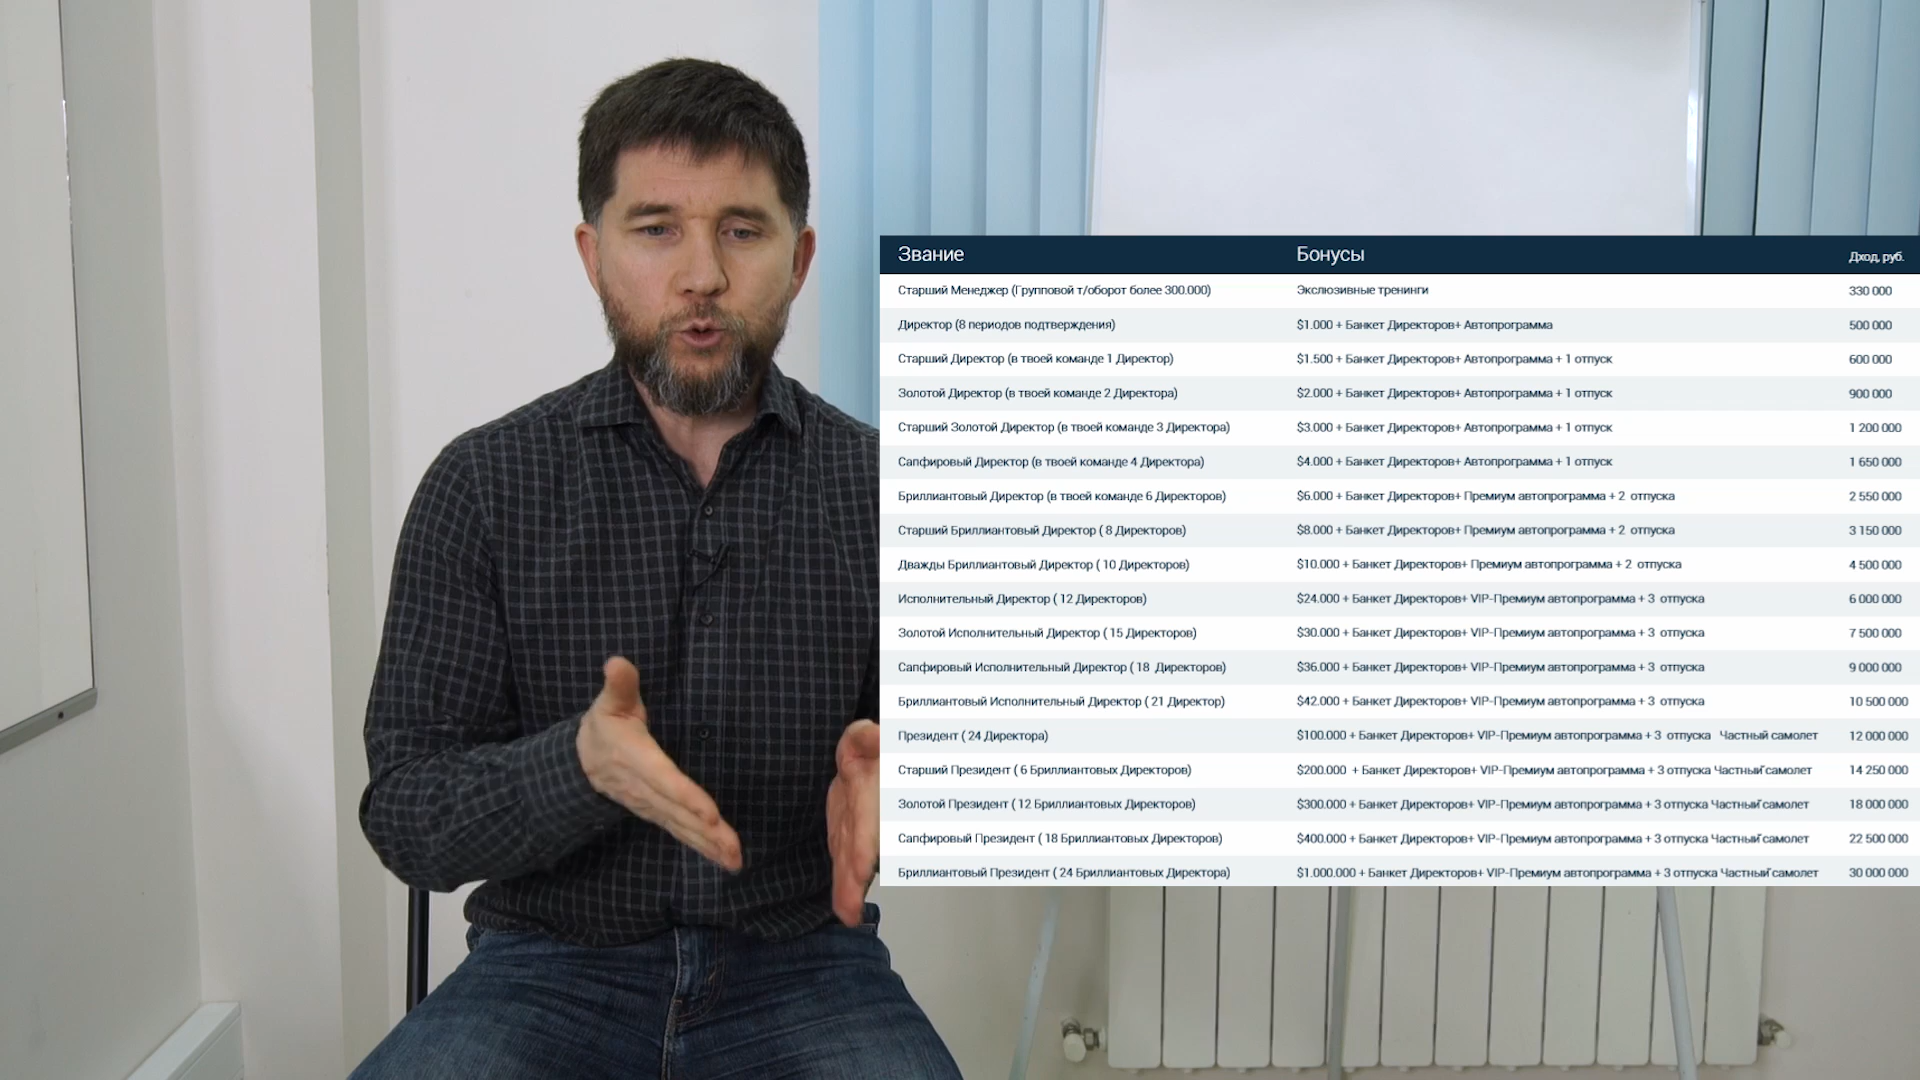 Звание Бонусы Дход, руб.
Старший Менеджер (Групповой т/оборот более 300.000) Экслюзивные тренинги 330 000
Директор (8 периодов подтверждения) $1.000 + Банкет Директоров+ Автопрограмма 500 000
Старший Директор (в твоей команде 1 Директор) $1.500 + Банкет Директоров+ Автопрограмма + 1 отпуск 600 000
Золотой Директор (в твоей команде 2 Директора) $2.000 + Банкет Директоров+ Автопрограмма + 1 отпуск 900 000
Старший Золотой Директор (в твоей команде 3 Директора) $3.000 + Банкет Директоров+ Автопрограмма + 1 отпуск 1 200 000
Сапфировый Директор (в твоей команде 4 Директора) $4.000 + Банкет Директоров+ Автопрограмма + 1 отпуск 1 650 000
Бриллиантовый Директор (в твоей команде 6 Директоров) $6.000 + Банкет Директоров+ Премиум автопрограмма + 2 отпуска 2 550 000
Старший Бриллиантовый Директор ( 8 Директоров) $8.000 + Банкет Директоров+ Премиум автопрограмма + 2 отпуска 3 150 000
Дважды Бриллиантовый Директор ( 10 Директоров) $10.000 + Банкет Директоров+ Премиум автопрограмма + 2 отпуска 4 500 000
Исполнительный Директор ( 12 Директоров) $24.000 + Банкет Директоров+ VIP-Премиум автопрограмма + 3 отпуска 6 000 000
Золотой Исполнительный Директор ( 15 Директоров) $30.000 + Банкет Директоров+ VIP-Премиум автопрограмма + 3 отпуска 7 500 000
Сапфировый Исполнительный Директор ( 18 Директоров) $36.000 + Банкет Директоров+ VIP-Премиум автопрограмма + 3 отпуска 9 000 000
Бриллиантовый Исполнительный Директор ( 21 Директор) $42.000 + Банкет Директоров+ VIP-Премиум автопрограмма + 3 отпуска 10 500 000
Президент ( 24 Директора) $100.000 + Банкет Директоров+ VIP-Премиум автопрограмма + 3 отпуска Частный самолет 12 000 000
Старший Президент ( 6 Бриллиантовых Директоров) $200.000 + Банкет Директоров+ VIP-Премиум автопрограмма + 3 отпуска Частный самолет 14 250 000
Золотой Президент ( 12 Бриллиантовых Директоров) $300.000 + Банкет Директоров+ VIP-Премиум автопрограмма + 3 отпуска Частный самолет 18 000 000
Сапфировый Президент ( 18 Бриллиантовых Директоров) $400.000 + Банкет Директоров+ VIP-Премиум автопрограмма + 3 отпуска Частный самолет 22 500 000
Бриллиантовый Президент ( 24 Бриллиантовых Директора) $1.000.000 + Банкет Директоров+ VIP-Премиум автопрограмма + 3 отпуска Частный самолет 30 000 000